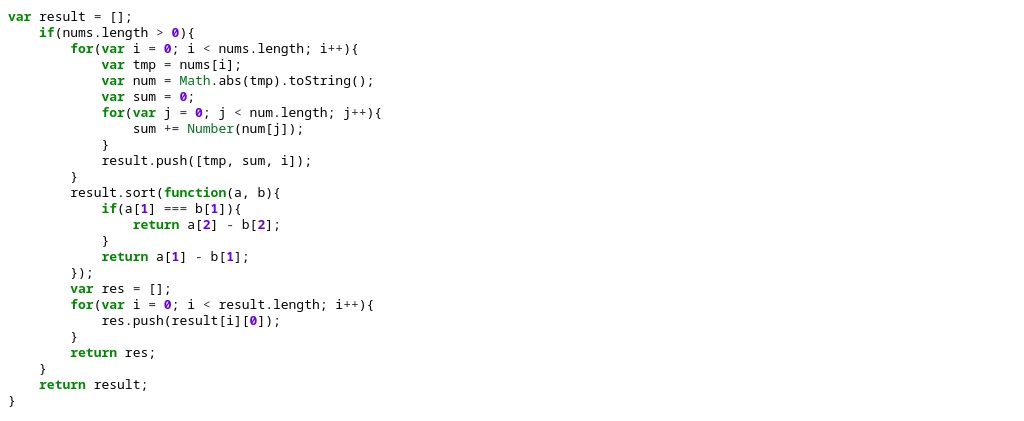 var result = [];
    if(nums.length > 0){
        for(var i = 0; i < nums.length; i++){
            var tmp = nums[i];
            var num = Math.abs(tmp).toString();
            var sum = 0;
            for(var j = 0; j < num.length; j++){
                sum += Number(num[j]);
            }
            result.push([tmp, sum, i]);
        }
        result.sort(function(a, b){
            if(a[1] === b[1]){
                return a[2] - b[2];
            }
            return a[1] - b[1];
        });
        var res = [];
        for(var i = 0; i < result.length; i++){
            res.push(result[i][0]);
        }
        return res;
    }
    return result;
}